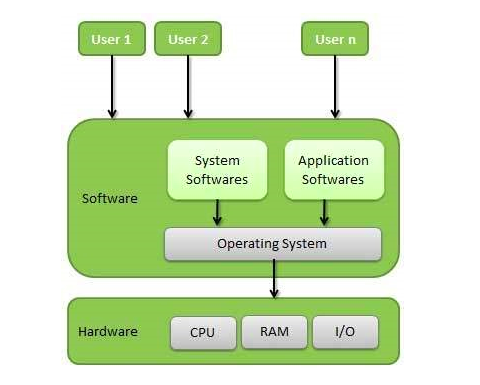 User 1
User 2
User n
System
Softwares
Application
Softwares
Software
Operating System
Hardware
CPU
RAM
I/O